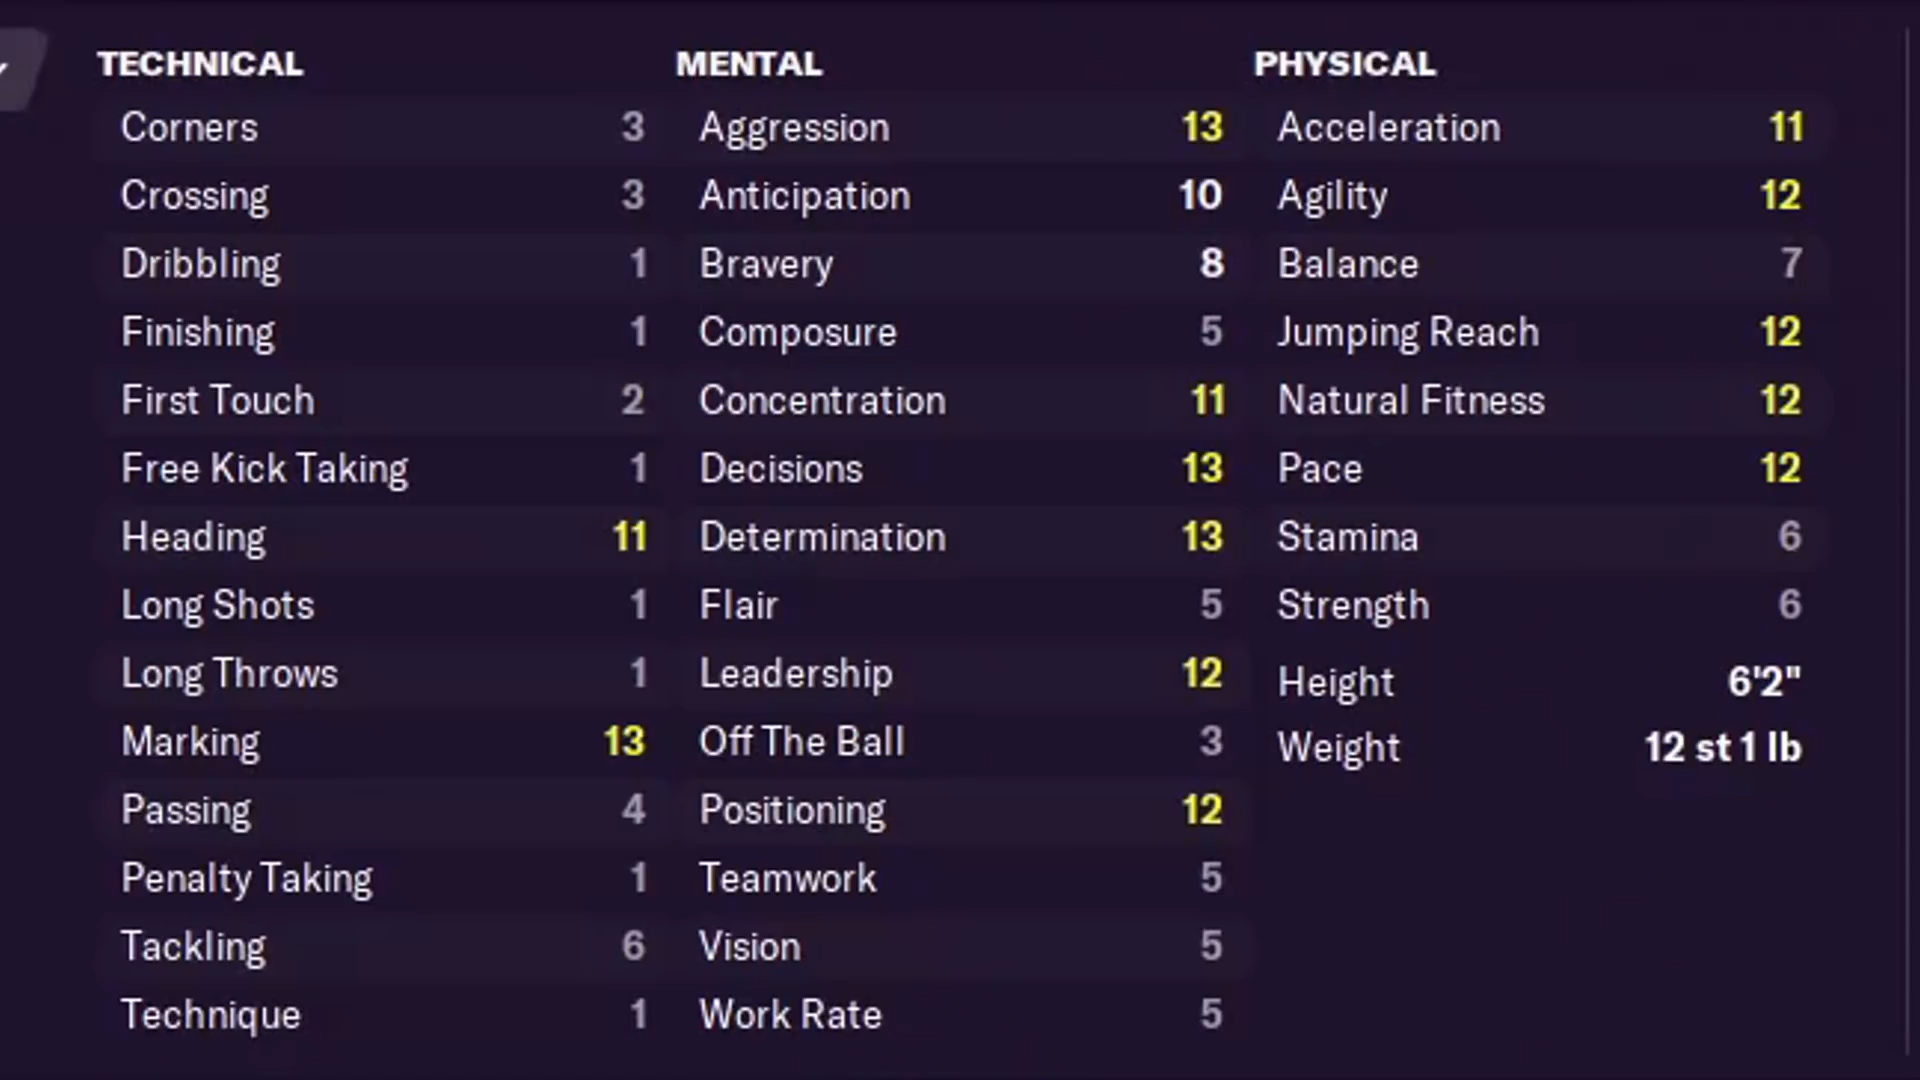 TECHNICAL
Corners 3
Crossing 3
Dribbling 1
Finishing 1
First Touch 2
Free Kick Taking 1
Heading 11
Long Shots 1
Long Throws 1
Marking 13
Passing 4
Penalty Taking 1
Tackling 6
Technique 1
MENTAL
Aggression 13
Anticipation 10
Bravery 8
Composure 5
Concentration 11
Decisions 13
Determination 13
Flair 5
Leadership 12
Off The Ball 3
Positioning 12
Teamwork 5
Vision 5
Work Rate 5
PHYSICAL
Acceleration 11
Agility 12
Balance 7
Jumping Reach 12
Natural Fitness 12
Pace 12
Stamina 6
Strength 6
Height 6'2"
Weight 12 st 1 lb